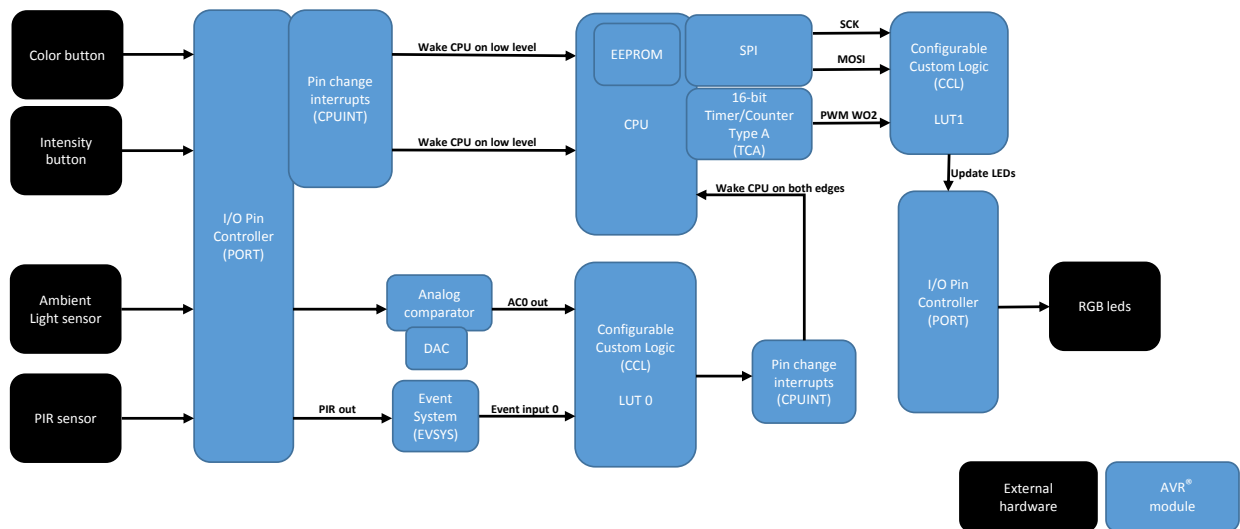 Color button
Intensity
button
Ambient
Light sensor
PIR sensor
I/O Pin
Controller
(PORT)
Pin change
interrupts
(CPUINT)
Wake CPU on low level
Wake CPU on low level
EEPROM
CPU
SPI
16-bit
Timer/Counter
Type A
(TCA)
SCK
MOSI
PWM WO2
Configurable
Custom Logic
(CCL)
LUT1
Update LEDs
Wake CPU on both edges
I/O Pin
Controller
(PORT)
RGB leds
Analog
comparator
DAC
AC0 out
PIR out
Event
System
(EVSYS)
Event input 0
Configurable
Custom Logic
(CCL)
LUT 0
Pin change
interrupts
(CPUINT)
External
hardware
AVR®
module